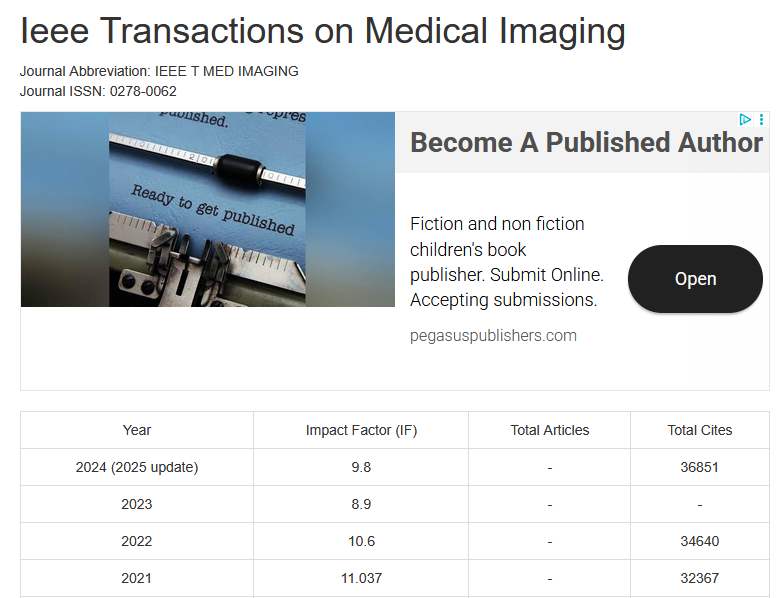 Ieee Transactions on Medical Imaging
Journal Abbreviation: IEEE T MED IMAGING
Journal ISSN: 0278-0062
published.
Ready to get published
Become A Published Author
Fiction and non fiction
children's book
publisher. Submit Online.
Accepting submissions.
Open
pegasuspublishers.com
Year Impact Factor (IF) Total Articles Total Cites
2024 (2025 update) 9.8 - 36851
2023 8.9 - -
2022 10.6 - 34640
2021 11.037 - 32367